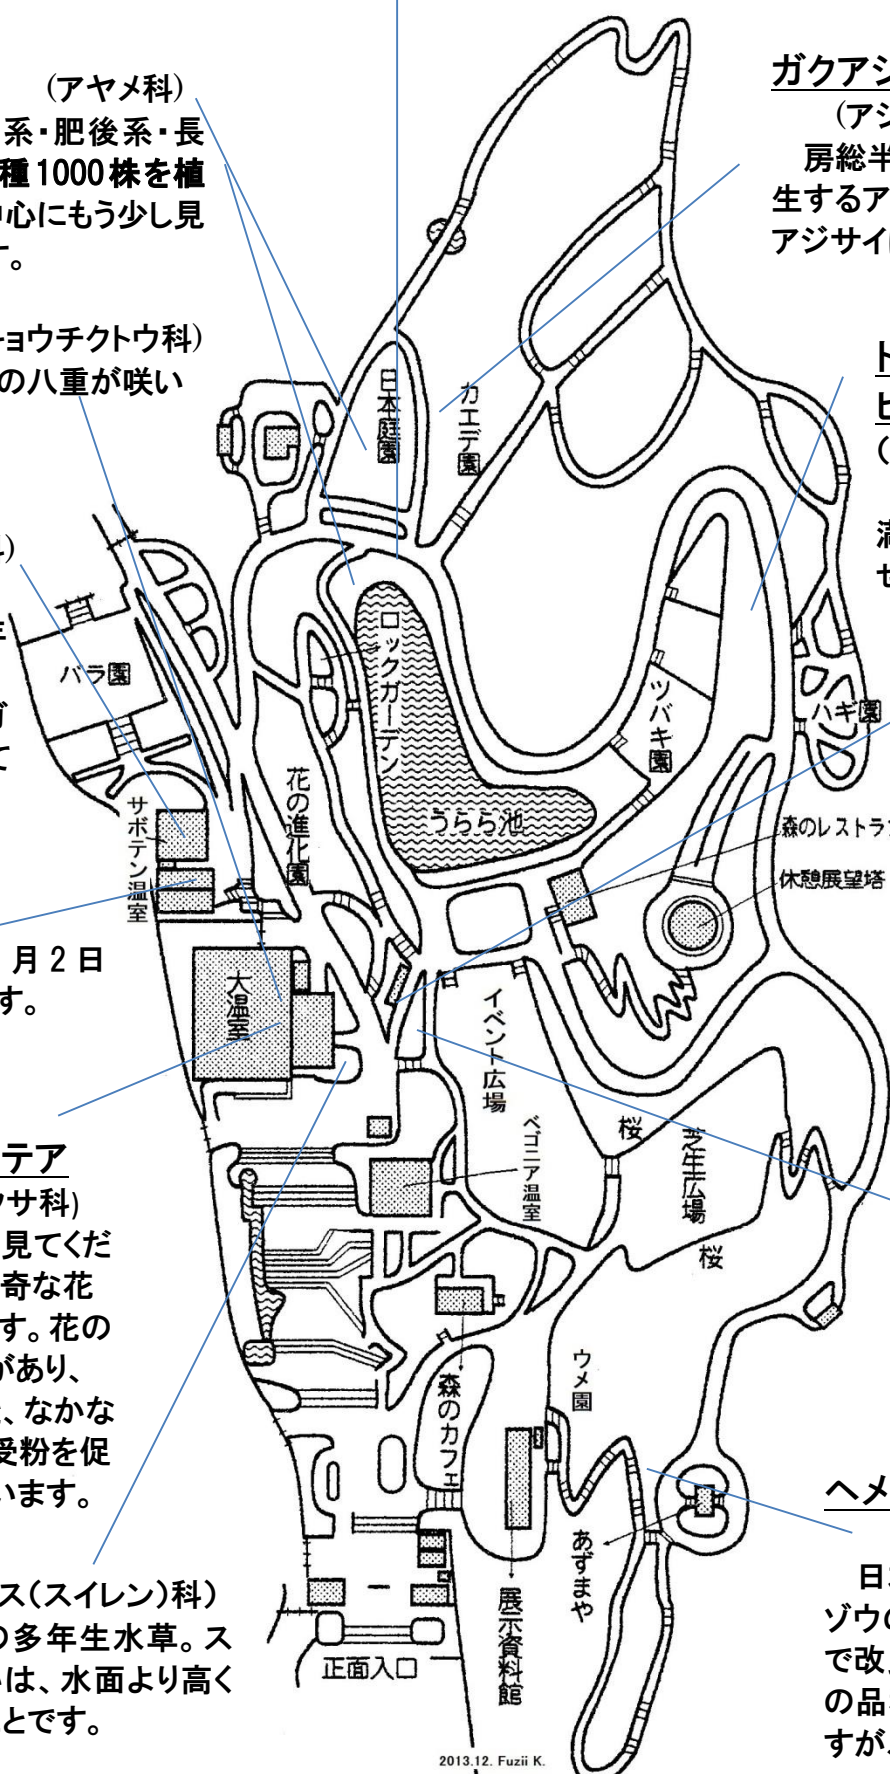 (アヤメ科)
系・肥後系・長
種1000株を植
心にもう少し見
す。
ョウチクトウ科)
の八重が咲い
月2日
す。
テア
サ科)
見てくだ
奇な花
す。花の
があり、
、なかな
受粉を促
います。
ス(スイレン)科)
の多年生水草。ス
いは、水面より高く
とです。
ガクアジ
(アジ
房総半
生するア
アジサイ
満
せ
ヘメ
日
ゾウの
で改
の品
すが、
日本庭園
カエデ園
ロックガーデン
うらら池
ツバキ園
バラ園
ハギ園
花の進化園
サボテン温室
森のレストラン
休憩展望塔
大温室
イベント広場
桜
芝生広場
桜
ベゴニア温室
ウメ園
森のカフェ
あずまや
展示資料館
正面入口
2013.12. Fuzii K.